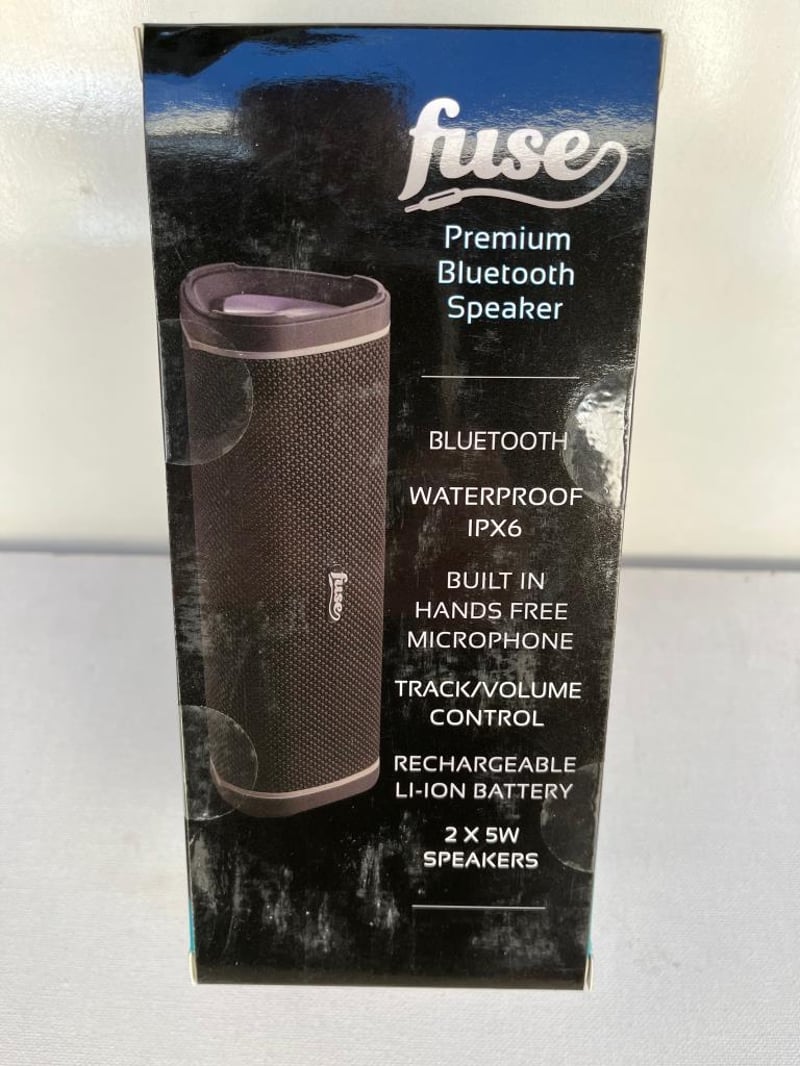 fuse
Premium
Bluetooth
Speaker
BLUETOOTH
WATERPROOF
IPX6
BUILT IN
HANDS FREE
MICROPHONE
TRACK/VOLUME
CONTROL
RECHARGEABLE
LI-ION BATTERY
2 X 5W
SPEAKERS
fuse